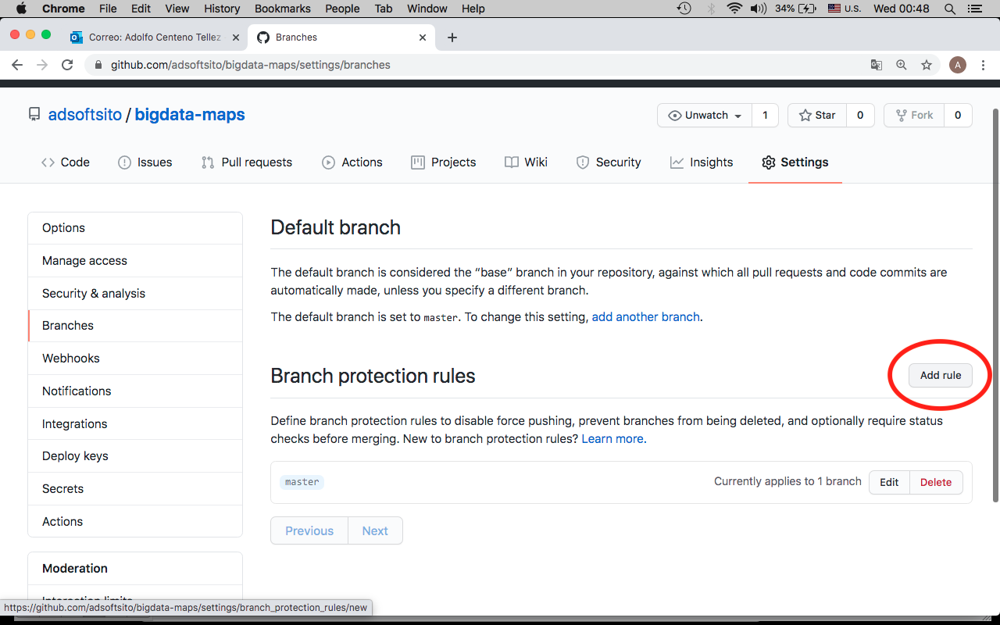 Chrome File Edit View History Bookmarks People Tab Window Help 34% U.S. Wed 00:48
Correo: Adolfo Centeno Tellez Branches
github.com/adsoftsito/bigdata-maps/settings/branches A
adsoftsito / bigdata-maps Unwatch 1 Star 0 Fork 0
Code Issues Pull requests Actions Projects Wiki Security Insights Settings
Options
Manage access
Security & analysis
Branches
Webhooks
Notifications
Integrations
Deploy keys
Secrets
Actions
Moderation
Interaction limits
Default branch
The default branch is considered the “base” branch in your repository, against which all pull requests and code commits are
automatically made, unless you specify a different branch.
The default branch is set to master. To change this setting, add another branch.
Branch protection rules Add rule
Define branch protection rules to disable force pushing, prevent branches from being deleted, and optionally require status
checks before merging. New to branch protection rules? Learn more.
master Currently applies to 1 branch Edit Delete
Previous Next
https://github.com/adsoftsito/bigdata-maps/settings/branch_protection_rules/new